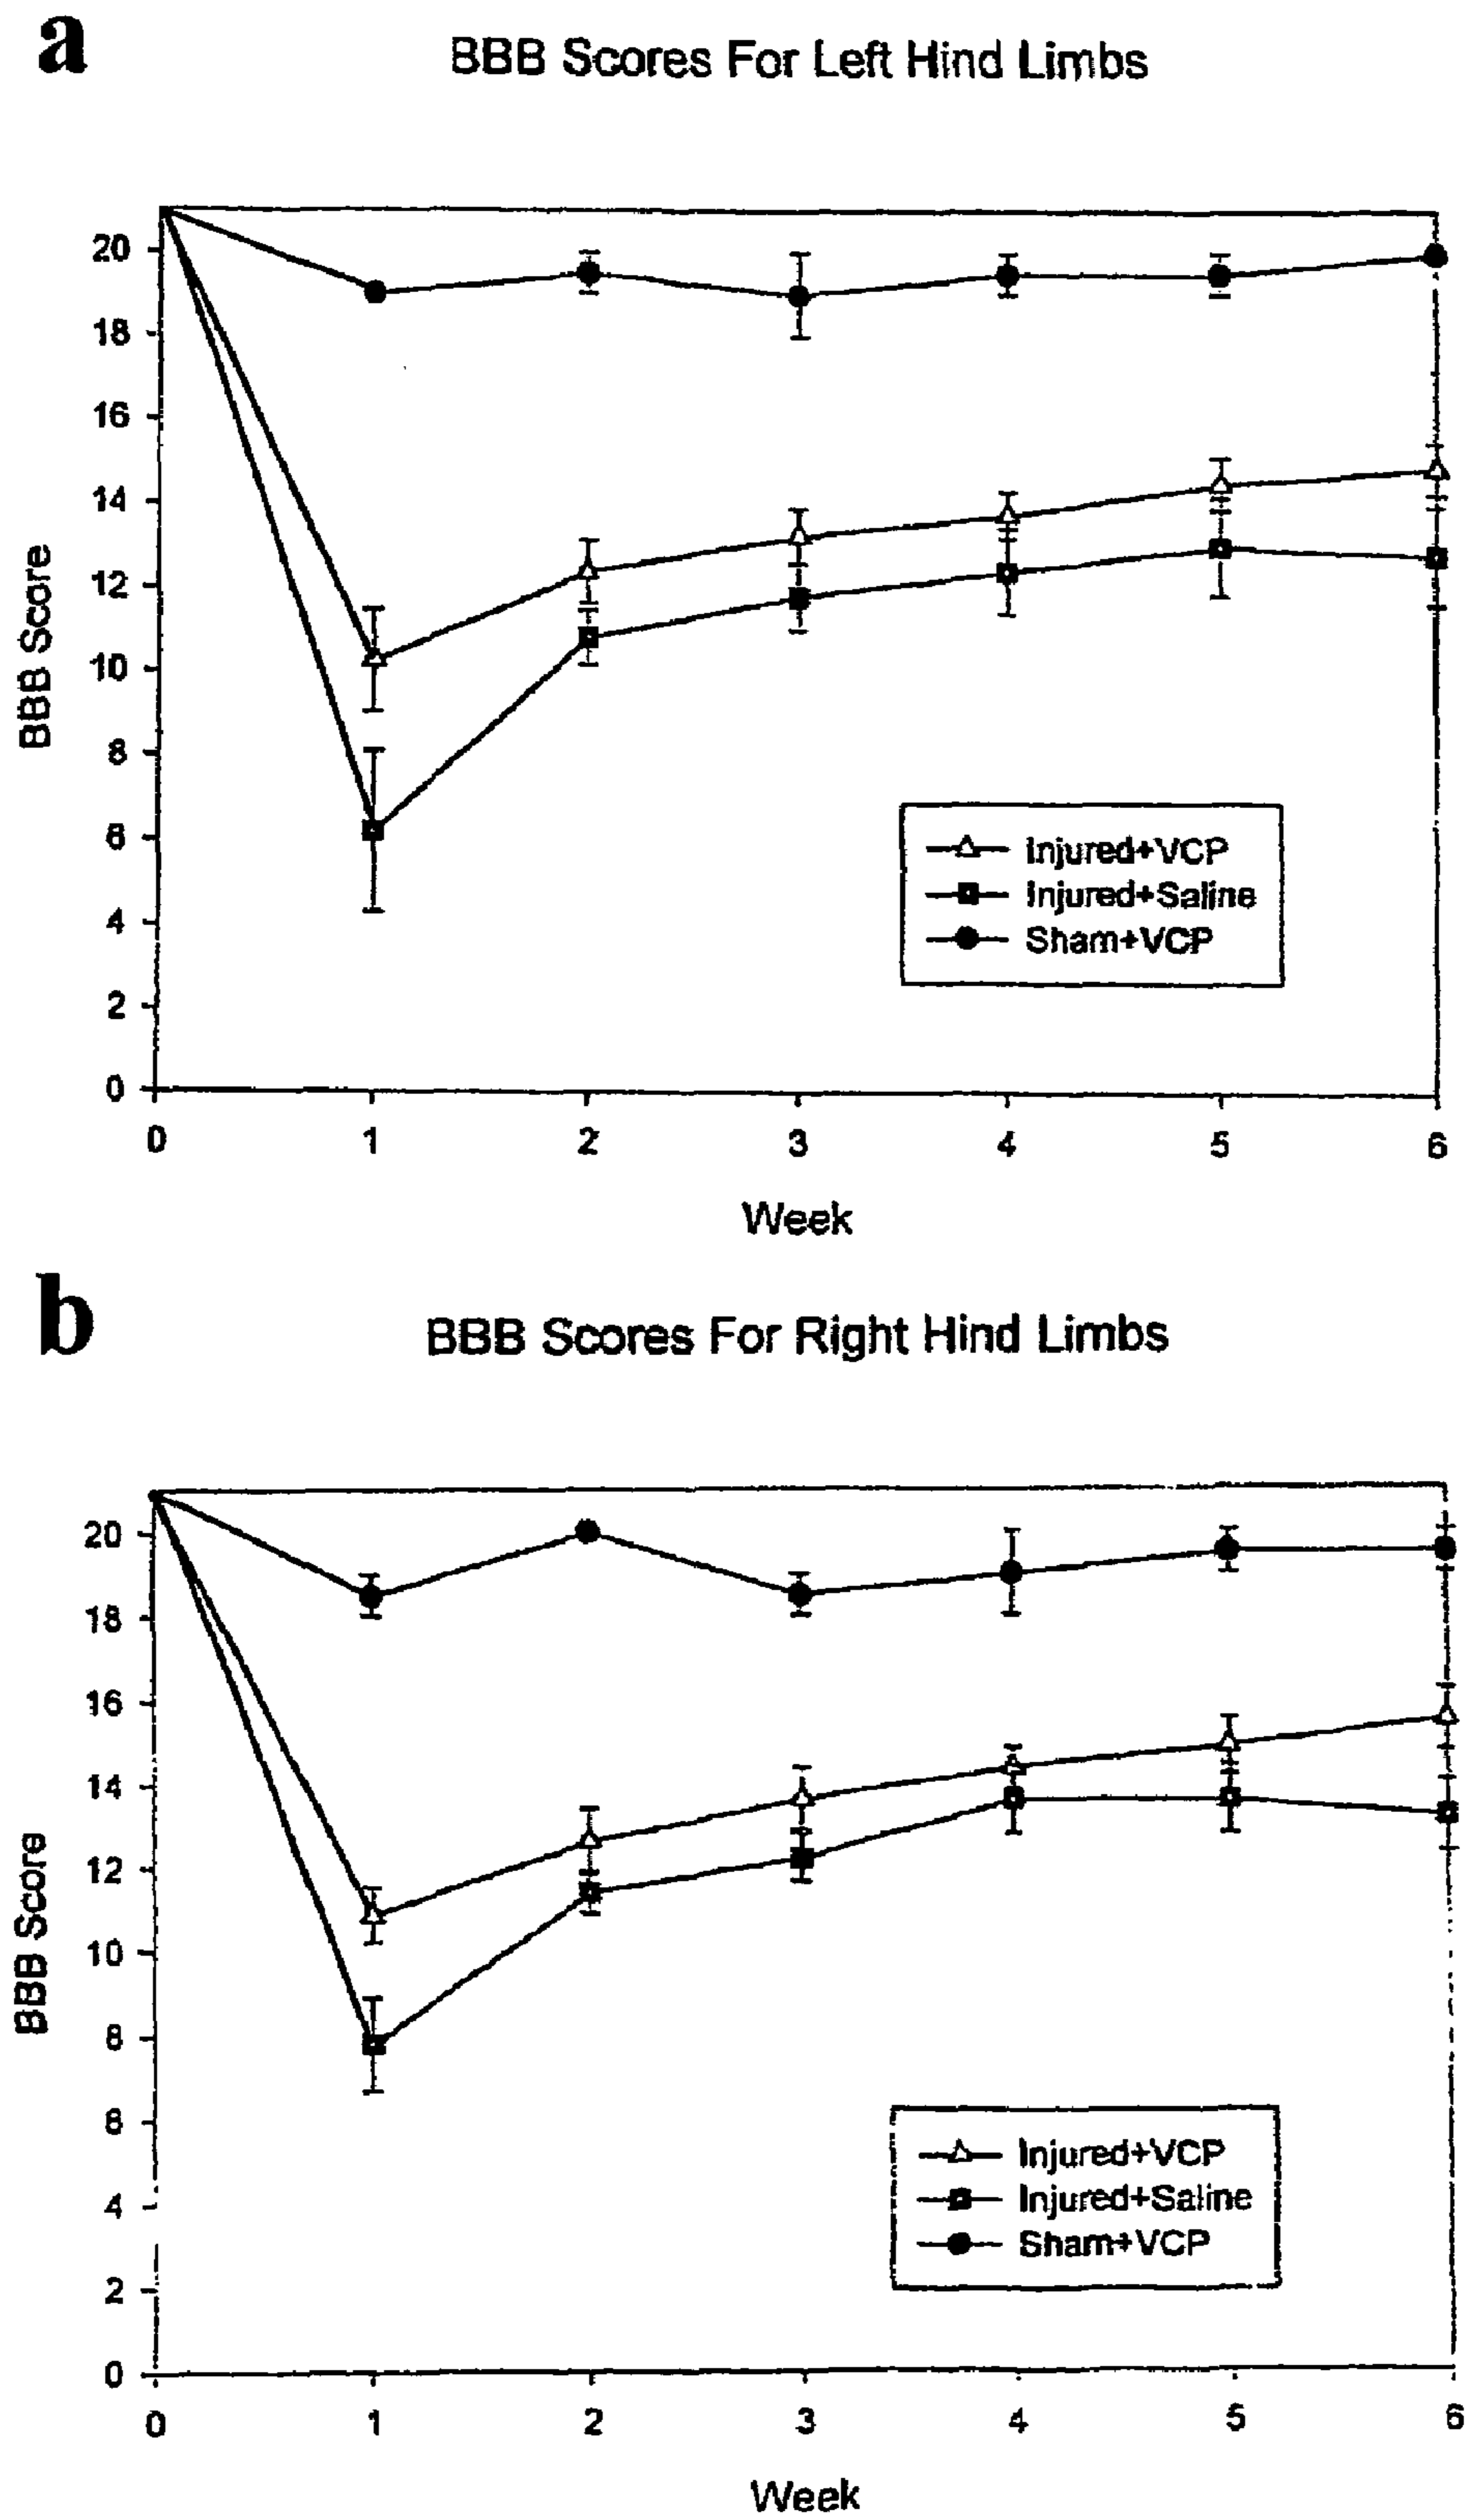 a
BBB Scores For Left Hind Limbs
20
18
16
14
12
10
8
6
4
2
0
BBB Score
Injured+VCP
Injured+Saline
Sham+VCP
0 1 2 3 4 5 6
Week
b
BBB Scores For Right Hind Limbs
20
18
16
14
12
10
8
6
4
2
0
BBB Score
Injured+VCP
Injured+Saline
Sham+VCP
0 1 2 3 4 5 6
Week